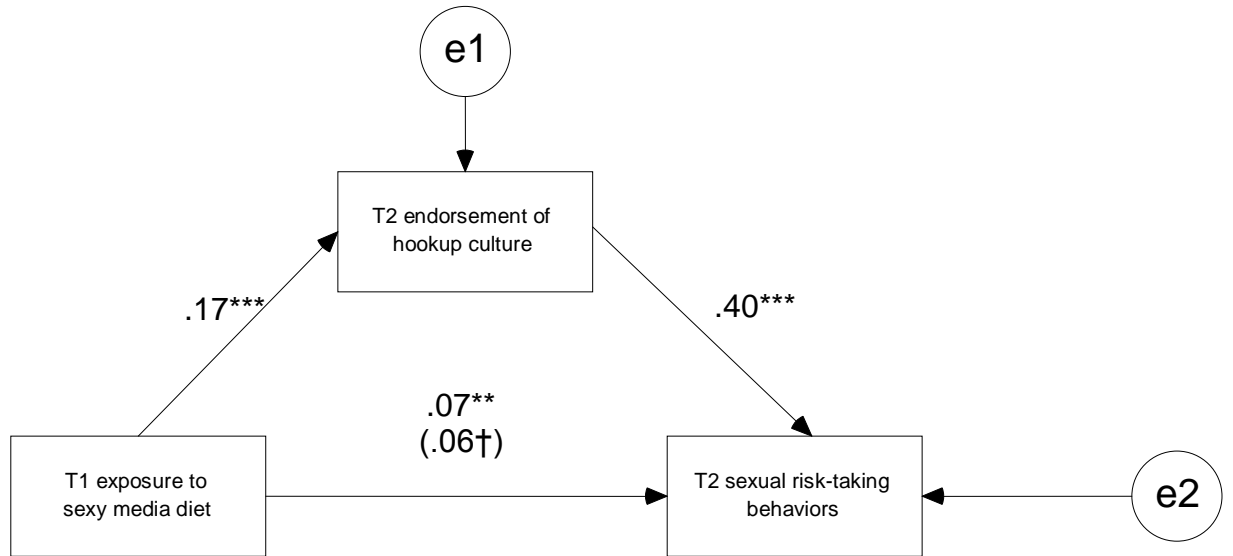 e1
T2 endorsement of
hookup culture
.17***
.40***
.07**
(.06†)
T1 exposure to
sexy media diet
T2 sexual risk-taking
behaviors
e2